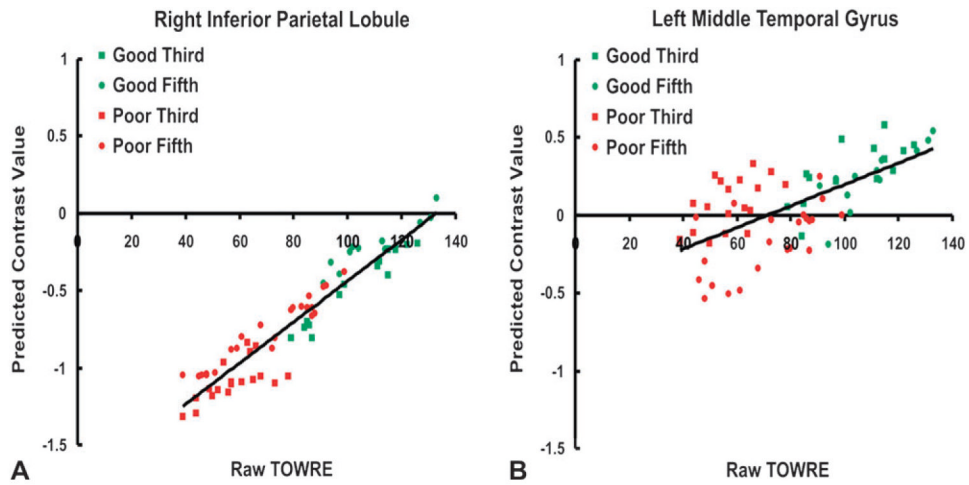 Right Inferior Parietal Lobule
Good Third
Good Fifth
Poor Third
Poor Fifth
1
0.5
0
-0.5
-1
-1.5
20 40 60 80 100 120 140
Predicted Contrast Value
Raw TOWRE
A
Left Middle Temporal Gyrus
Good Third
Good Fifth
Poor Third
Poor Fifth
1
0.5
0
-0.5
-1
-1.5
0 20 40 60 80 100 120 140
Predicted Contrast Value
Raw TOWRE
B